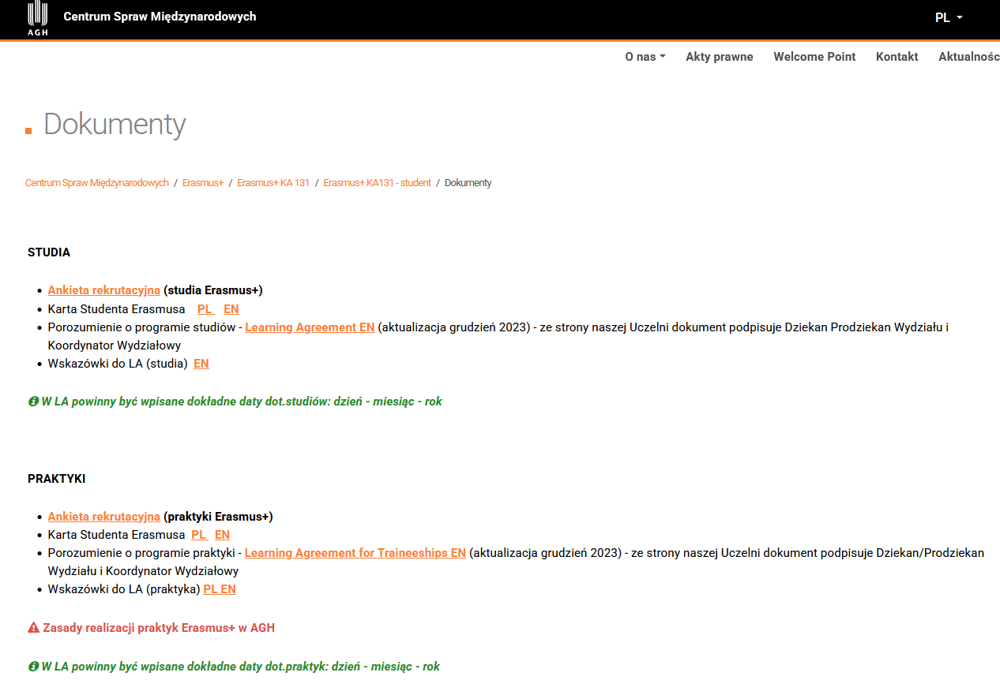 Centrum Spraw Międzynarodowych
PL
AGH
O nas
Akty prawne
Welcome Point
Kontakt
Aktualnośc
Dokumenty
Centrum Spraw Międzynarodowych / Erasmus+ / Erasmus+ KA 131 / Erasmus+ KA131 - student / Dokumenty
STUDIA
Ankieta rekrutacyjna (studia Erasmus+)
Karta Studenta Erasmusa PL EN
Porozumienie o programie studiów - Learning Agreement EN (aktualizacja grudzień 2023) - ze strony naszej Uczelni dokument podpisuje Dziekan Prodziekan Wydziału i
Koordynator Wydziałowy
Wskazówki do LA (studia) EN
W LA powinny być wpisane dokładne daty dot.studiów: dzień - miesiąc - rok
PRAKTYKI
Ankieta rekrutacyjna (praktyki Erasmus+)
Karta Studenta Erasmusa PL EN
Porozumienie o programie praktyki - Learning Agreement for Traineeships EN (aktualizacja grudzień 2023) - ze strony naszej Uczelni dokument podpisuje Dziekan/Prodziekan
Wydziału i Koordynator Wydziałowy
Wskazówki do LA (praktyka) PL EN
Zasady realizacji praktyk Erasmus+ w AGH
W LA powinny być wpisane dokładne daty dot.praktyk: dzień - miesiąc - rok